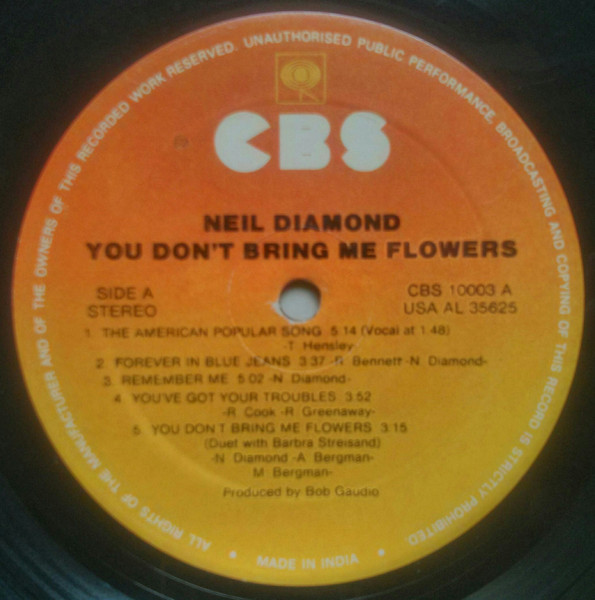 ALL RIGHTS OF THE MANUFACTURER AND OF THE OWNERS OF THIS RECORDED WORK RESERVED. UNAUTHORISED PUBLIC PERFORMANCE, BROADCASTING AND COPYING OF THIS RECORD IS STRICTLY PROHIBITED.
CBS
NEIL DIAMOND
YOU DON'T BRING ME FLOWERS
SIDE A CBS 10003 A
STEREO USA AL 35625
1. THE AMERICAN POPULAR SONG 5:14 (Vocal at 1:48)
-T. Hensley-
2. FOREVER IN BLUE JEANS 3:37 -R. Bennett -N. Diamond-
3. REMEMBER ME 5:02 -N. Diamond-
4. YOU'VE GOT YOUR TROUBLES 3:52
-R. Cook -R. Greenaway-
5. YOU DON'T BRING ME FLOWERS 3:15
(Duet with Barbra Streisand)
-N. Diamond -A. Bergman-
M. Bergman-
Produced by Bob Gaudio
• MADE IN INDIA •